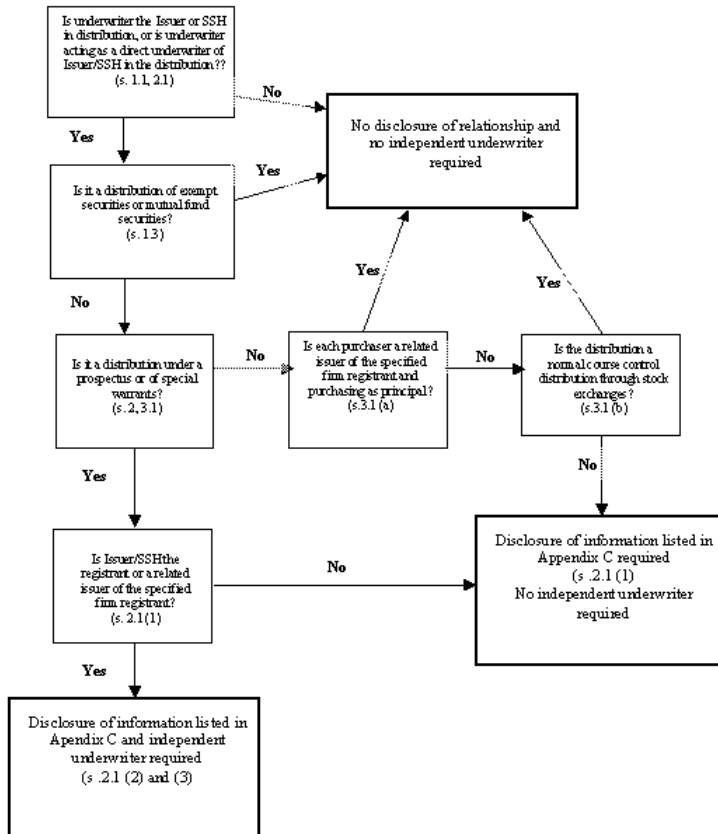 Is underwriter the Issuer or SSH
in distribution, or is underwriter
acting as a direct underwriter of
Issuer/SSH in the distribution??
(s. 1.1, 2.1)
No
No disclosure of relationship and
no independent underwriter
required
Yes
Is it a distribution of exempt
securities or mutual fund
securities?
(s. 1.3)
Yes
Yes
Yes
No
Is it a distribution under a
prospectus or of special
warrants?
(s. 2, 3.1)
No
Is each purchaser a related
issuer of the specified
firm registrant and
purchasing as principal?
(s.3.1 (a)
No
Is the distribution a
normal course control
distribution through stock
exchanges?
(s.3.1 (b)
Yes
No
Is Issuer/SSH the
registrant or a related
issuer of the specified
firm registrant?
(s. 2.1 (1)
No
Disclosure of information listed in
Appendix C required
(s .2.1 (1)
No independent underwriter
required
Yes
Disclosure of information listed in
Apendix C and independent
underwriter required
(s .2.1 (2) and (3)